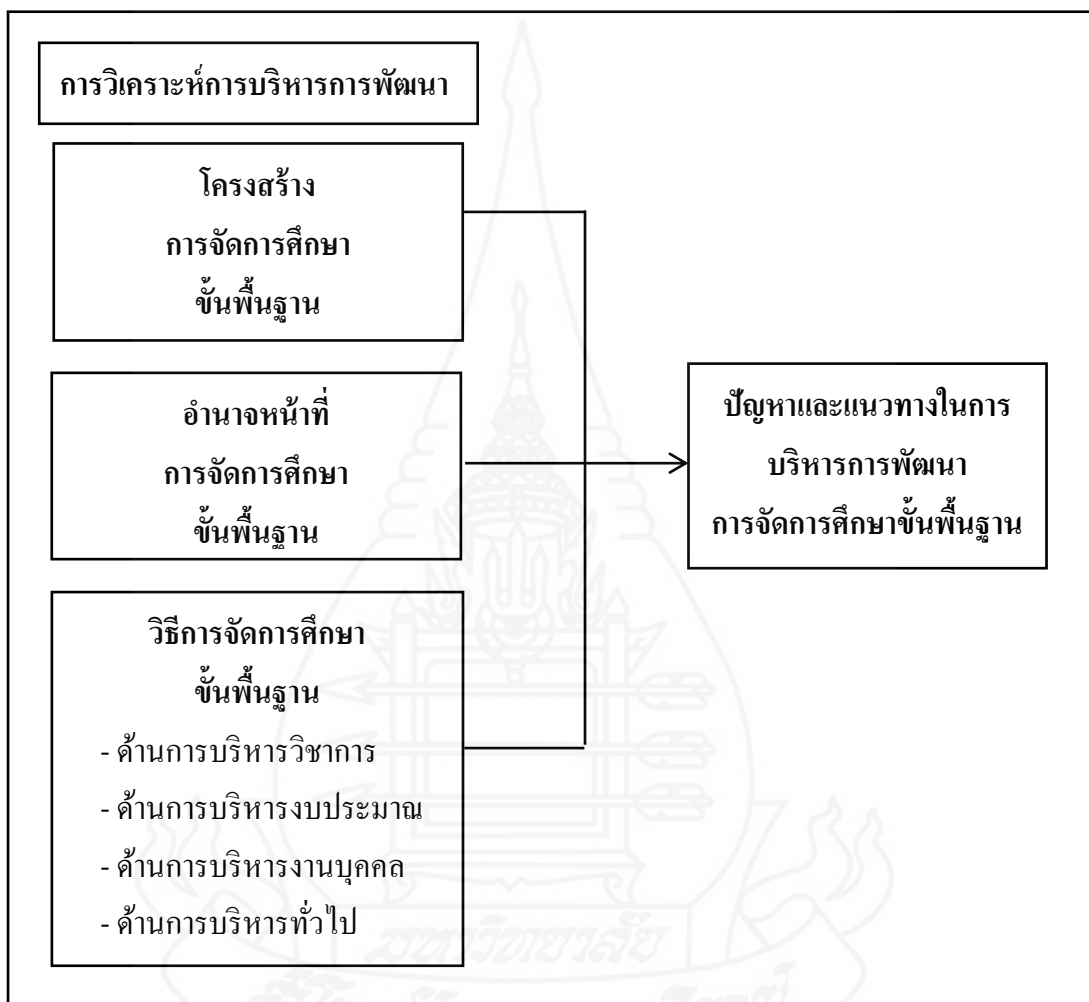 การวิเคราะห์การบริหารการพัฒนา
โครงสร้าง
การจัดการศึกษา
ขั้นพื้นฐาน
อำนาจหน้าที่
การจัดการศึกษา
ขั้นพื้นฐาน
วิธีการจัดการศึกษา
ขั้นพื้นฐาน
- ด้านการบริหารวิชาการ
- ด้านการบริหารงบประมาณ
- ด้านการบริหารงานบุคคล
- ด้านการบริหารทั่วไป
ปัญหาและแนวทางในการ
บริหารการพัฒนา
การจัดการศึกษาขั้นพื้นฐาน
มหาวิทยาลัย